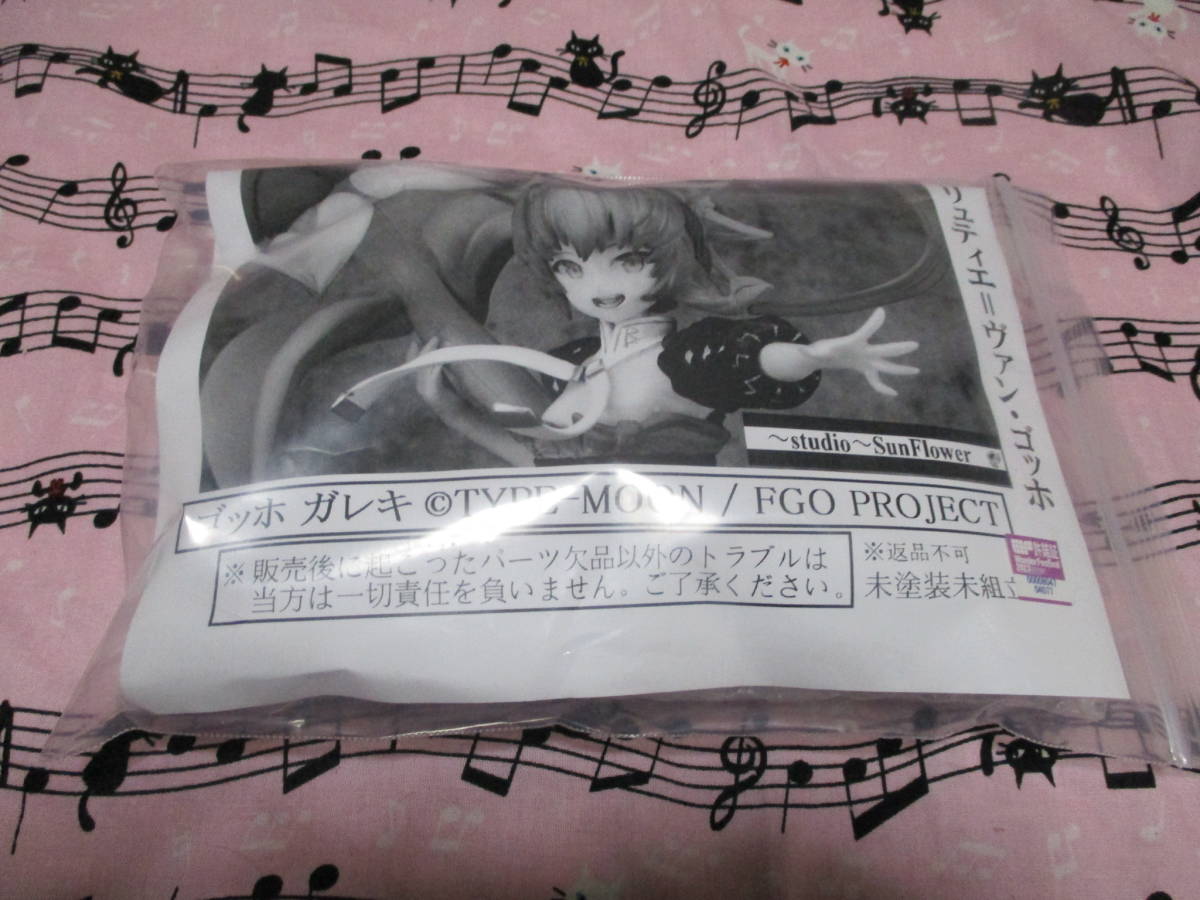 リュティエ＝ヴァン・ゴッホ
～studio～SunFlower
ゴッホ ガレキ ©TYPE-MOON / FGO PROJECT
※ 販売後に起こったパーツ欠品以外のトラブルは
当方は一切責任を負いません。ご了承ください。
※返品不可
未塗装未組